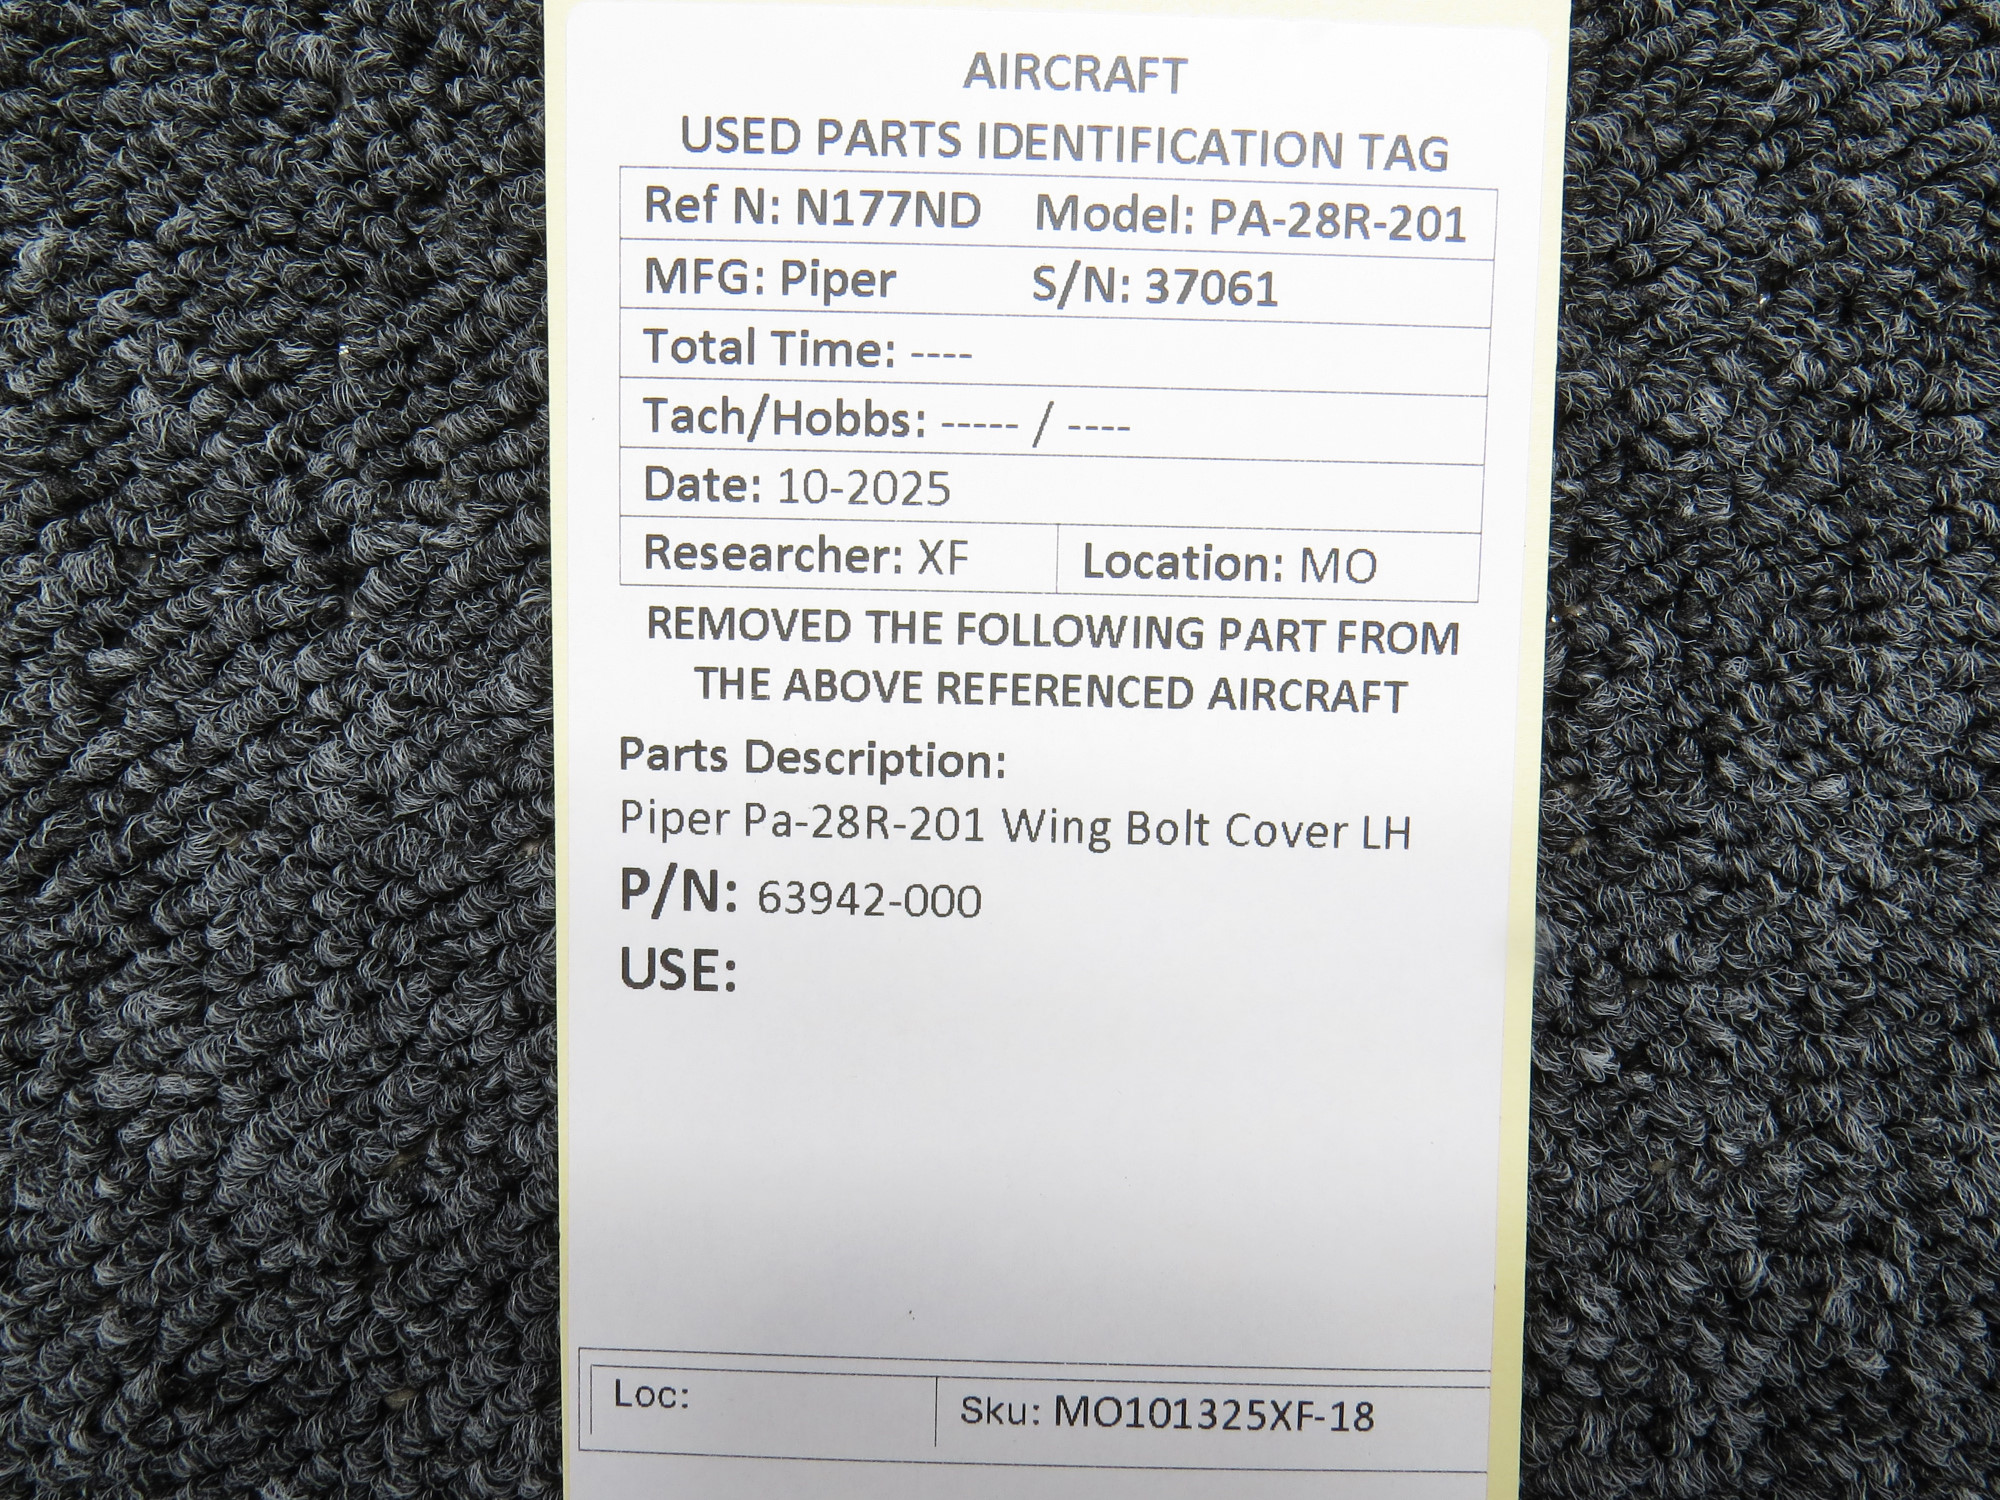 AIRCRAFT
USED PARTS IDENTIFICATION TAG
Ref N: N177ND Model: PA-28R-201
MFG: Piper S/N: 37061
Total Time: ----
Tach/Hobbs: ----- / ----
Date: 10-2025
Researcher: XF Location: MO
REMOVED THE FOLLOWING PART FROM
THE ABOVE REFERENCED AIRCRAFT
Parts Description:
Piper Pa-28R-201 Wing Bolt Cover LH
P/N: 63942-000
USE:
Loc: Sku: MO101325XF-18